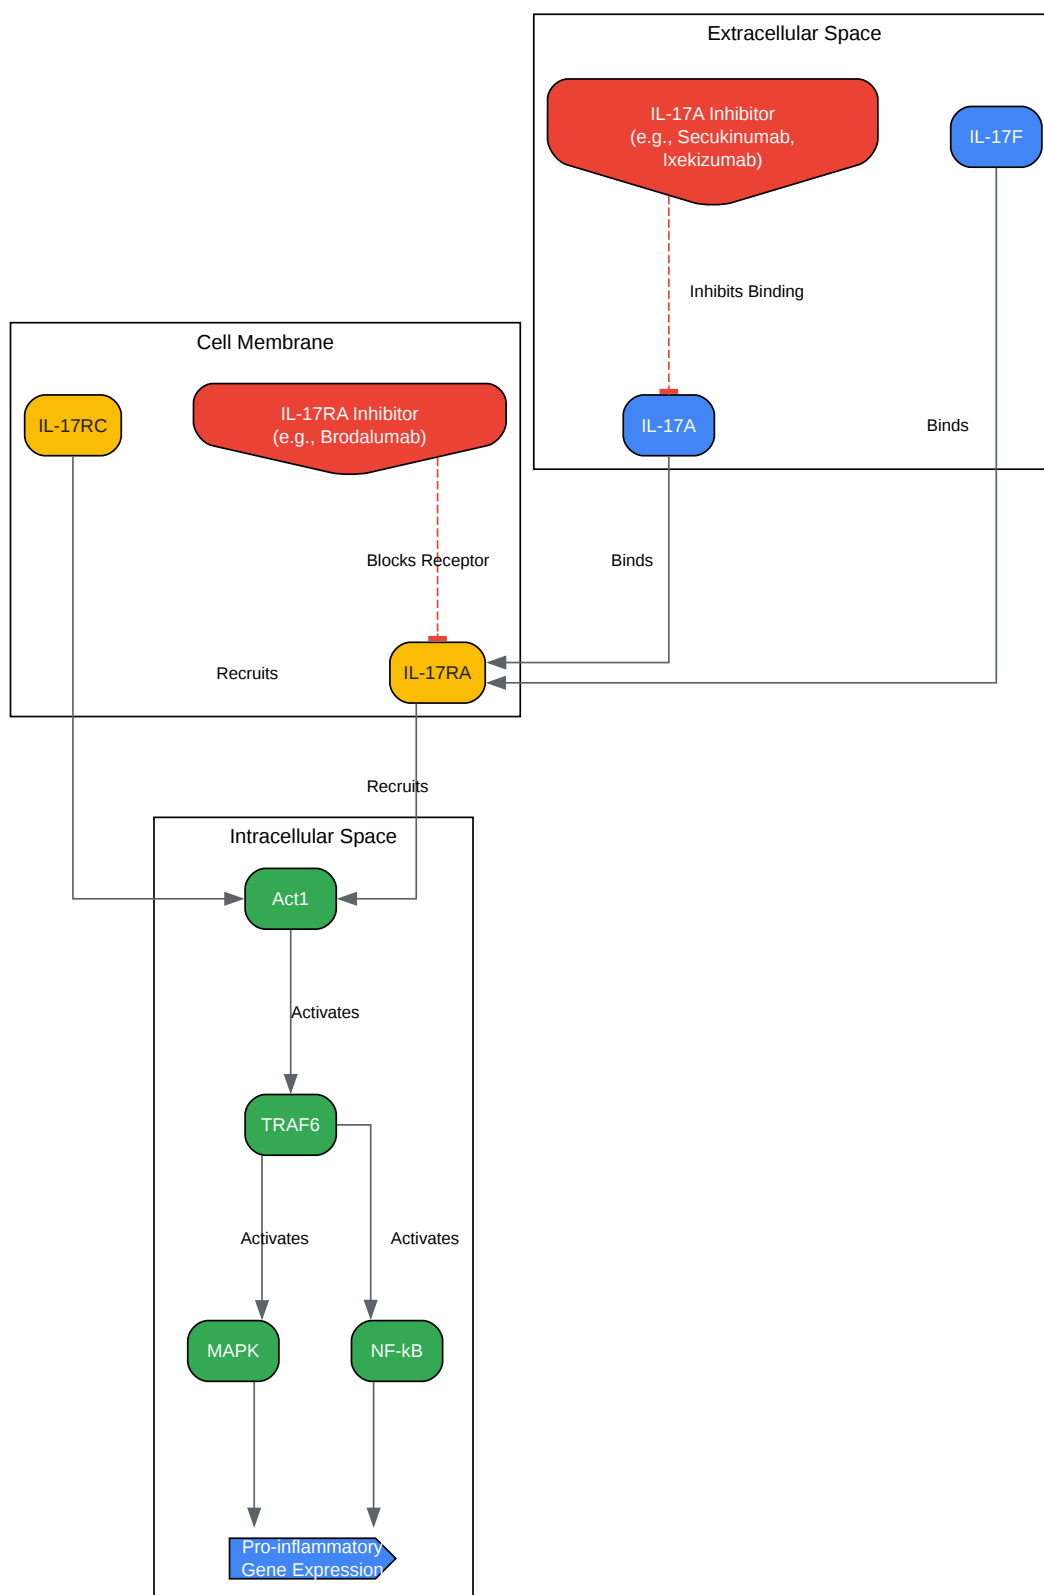 Extracellular Space
IL-17A Inhibitor
(e.g., Secukinumab,
Ixekizumab)
IL-17F
Inhibits Binding
Cell Membrane
IL-17RC
IL-17RA Inhibitor
(e.g., Brodalumab)
IL-17A
Binds
Blocks Receptor
Binds
Recruits
IL-17RA
Recruits
Intracellular Space
Act1
Activates
TRAF6
Activates
Activates
MAPK
NF-kB
Pro-inflammatory
Gene Expression